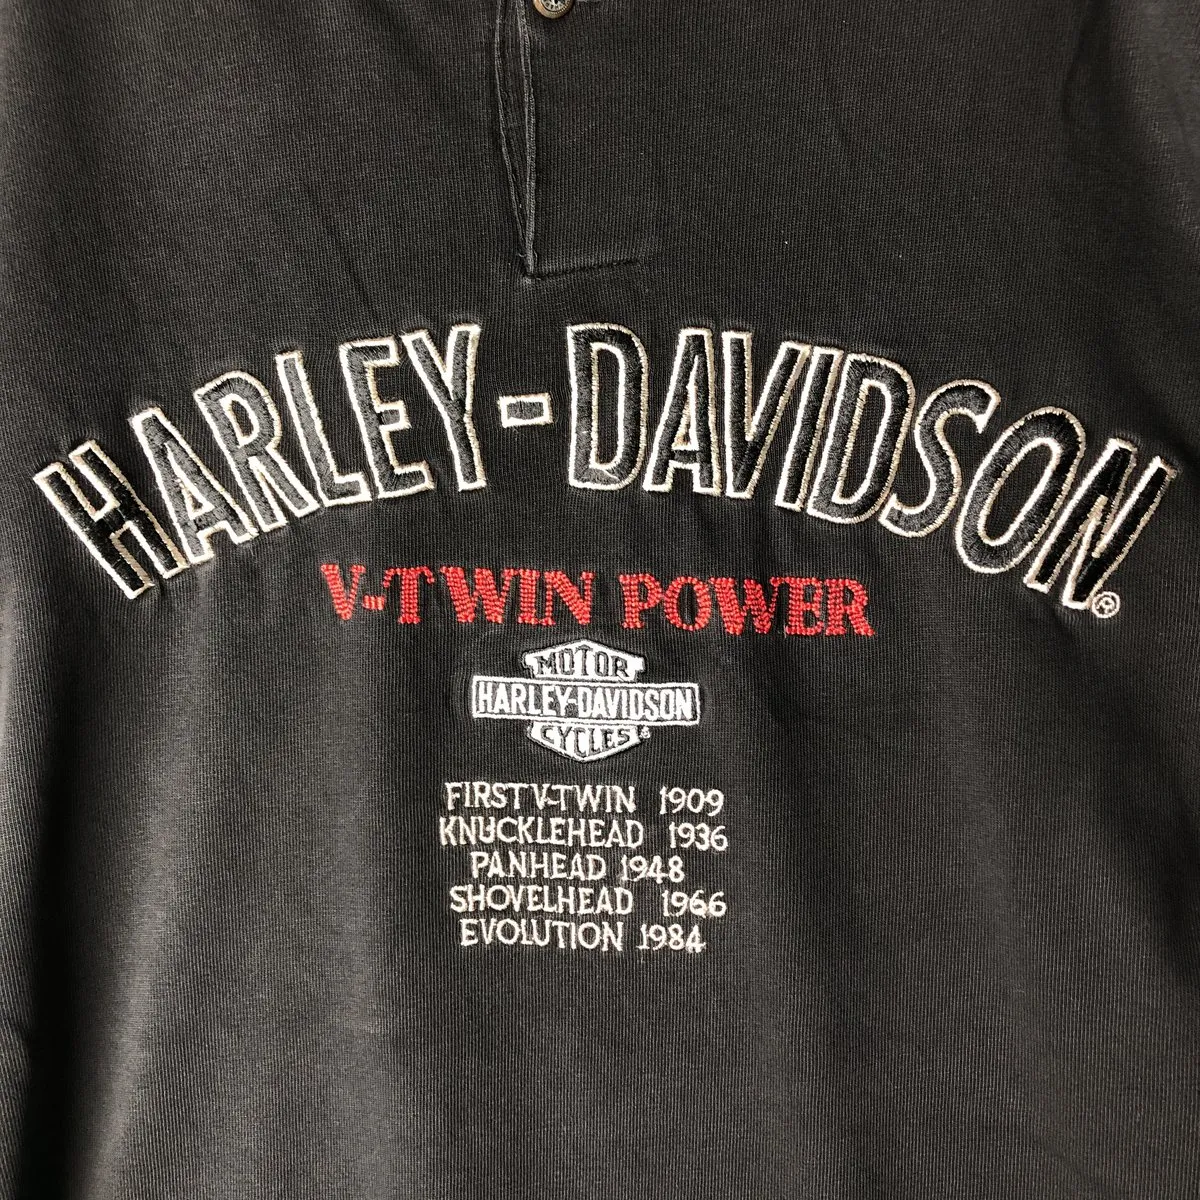 HARLEY-DAVIDSON®
V-TWIN POWER
MOTOR
HARLEY-DAVIDSON
CYCLES
FIRST V-TWIN 1909
KNUCKLEHEAD 1936
PANHEAD 1948
SHOVELHEAD 1966
EVOLUTION 1984